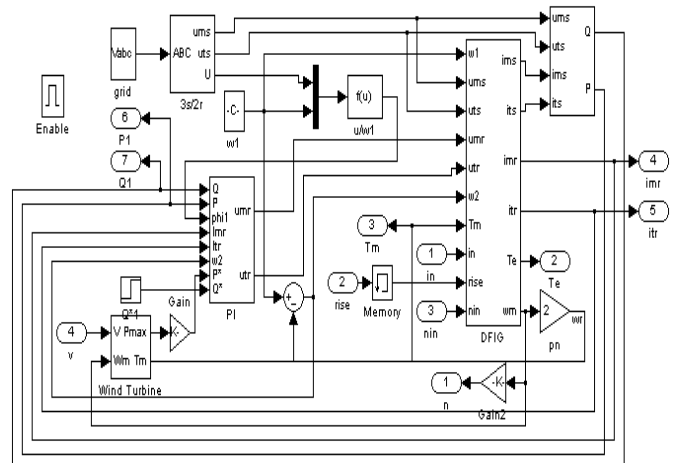 Vabc
grid
ABC
ums
uts
U
3s/2r
Enable
6
P1
7
Q1
-C-
w1
f(u)
u/w1
w1
ums
uts
umr
utr
w2
Tm
in
rise
nin
ims
its
imr
itr
Te
wm
DFIG
ums
uts
ims
its
Q
P
4
imr
5
itr
Q
P
phi1
Imr
Itr
w2
P*
Q*
umr
utr
PI
3
Tm
1
in
2
rise
Memory
3
nin
2
Te
2
pn
wr
Q*1
Gain
-K-
4
v
V
Pmax
Wm
Tm
Wind Turbine
+
-
1
n
-K-
Gain2